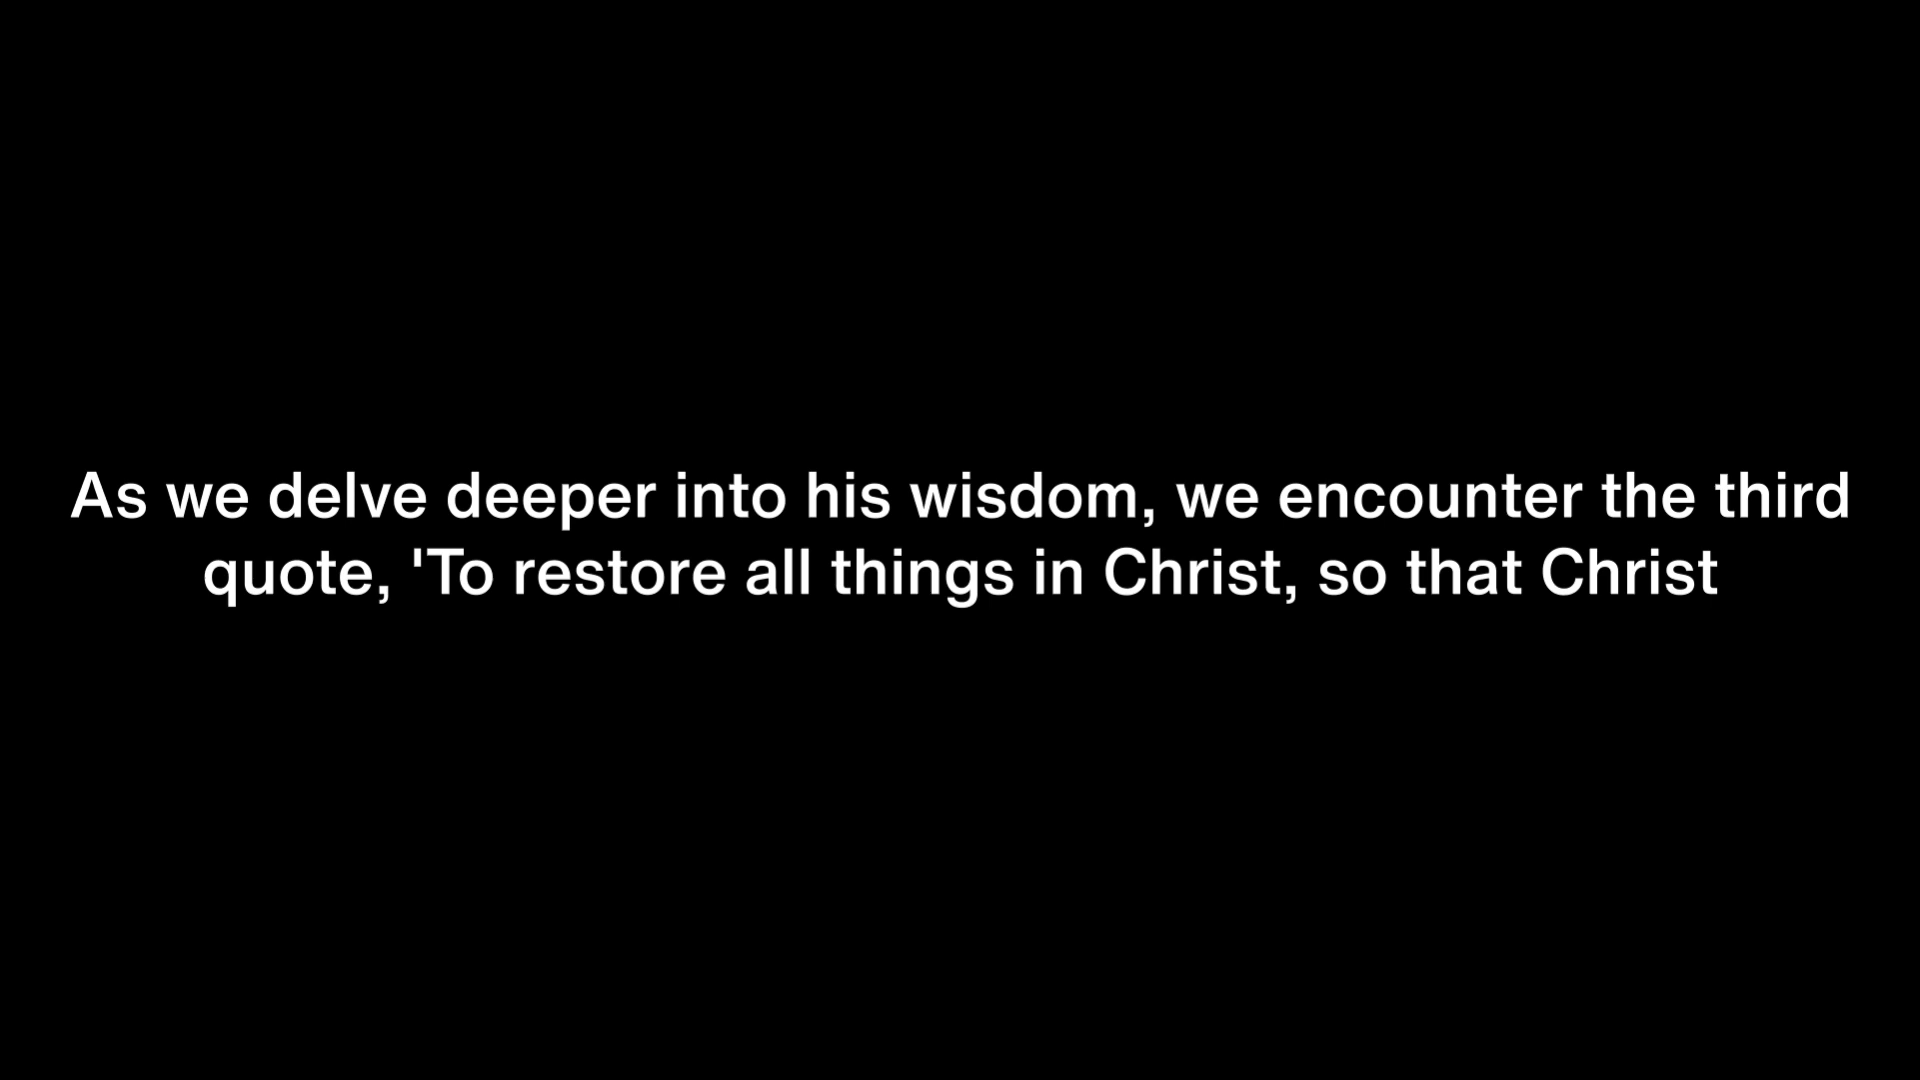 As we delve deeper into his wisdom, we encounter the third
quote, 'To restore all things in Christ, so that Christ